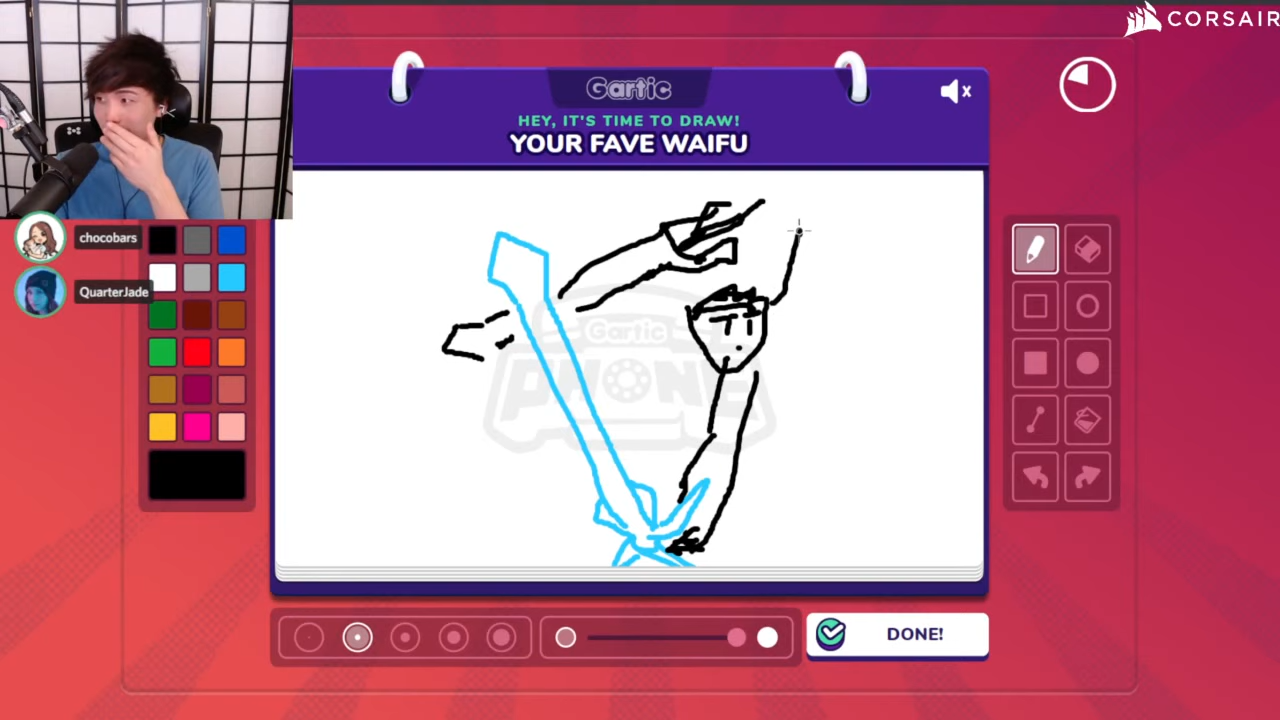 CORSAIR
Gartic
HEY, IT'S TIME TO DRAW!
YOUR FAVE WAIFU
chocobars
QuarterJade
Gartic
PHONE
DONE!